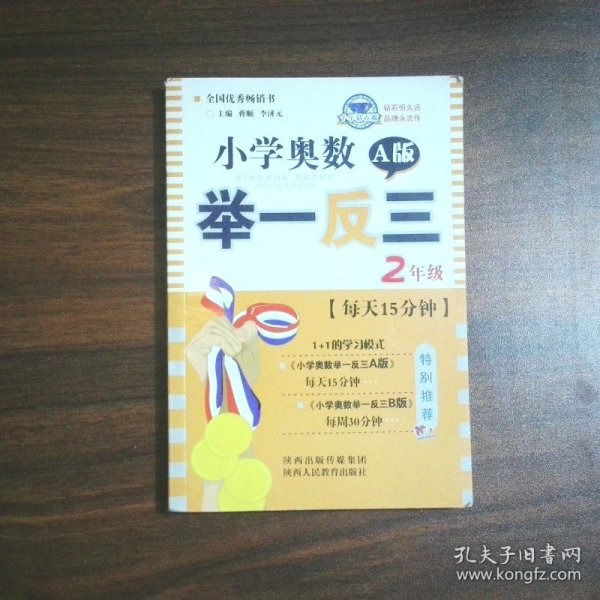 全国优秀畅销书
主编 蒋顺 李济元
钻石恒久远
品牌永流传
小学奥数 A版
举一反三
2年级
【每天15分钟】
1+1的学习模式
《小学奥数举一反三A版》
每天15分钟
《小学奥数举一反三B版》
每周30分钟
特别推荐
陕西出版传媒集团
陕西人民教育出版社
孔夫子旧书网
www.kongfz.com